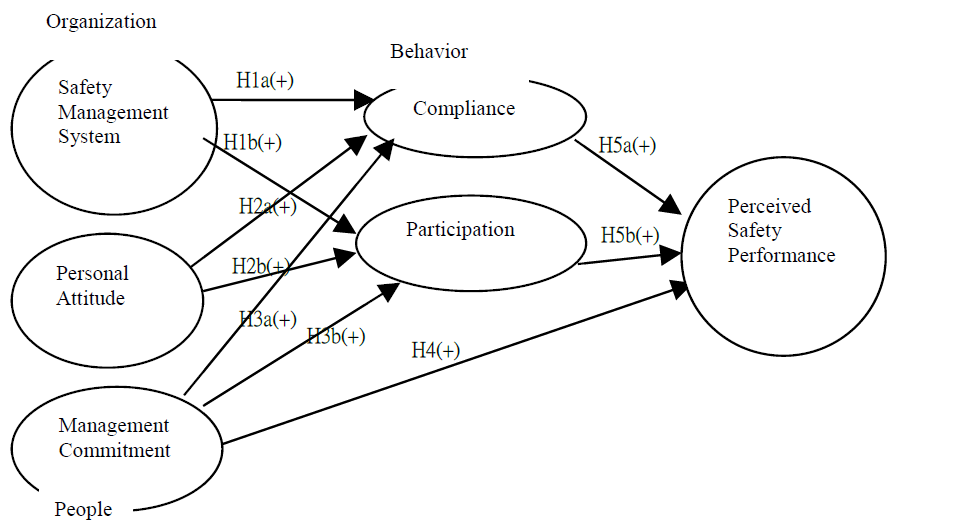 Organization
Behavior
Safety
Management
System
H1a(+)
Compliance
H1b(+)
H5a(+)
H2a(+)
Participation
Perceived
Safety
Performance
H5b(+)
Personal
Attitude
H2b(+)
H3a(+)
H3b(+)
H4(+)
Management
Commitment
People